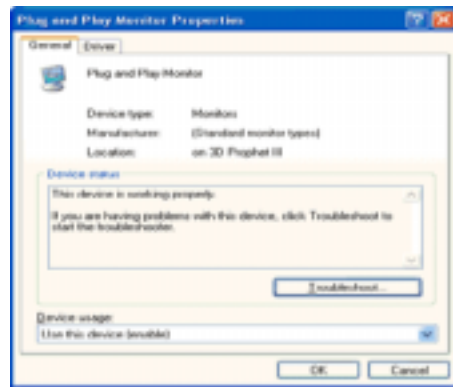 Plug and Play Monitor Properties
General Driver
Plug and Play Monitor
Device type: Monitors
Manufacturer: (Standard monitor types)
Location: on 3D Prophet III
Device status
This device is working properly.
If you are having problems with this device, click Troubleshoot to
start the troubleshooter.
Troubleshoot...
Device usage:
Use this device (enable)
OK Cancel